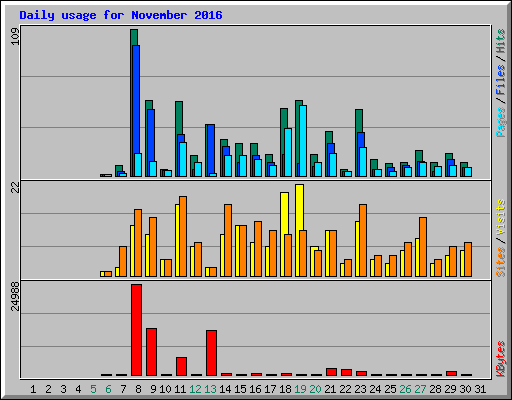 Daily usage for November 2016
109
22
24988
Pages / Files / Hits
Sites / Visits
KBytes
1 2 3 4 5 6 7 8 9 10 11 12 13 14 15 16 17 18 19 20 21 22 23 24 25 26 27 28 29 30 31